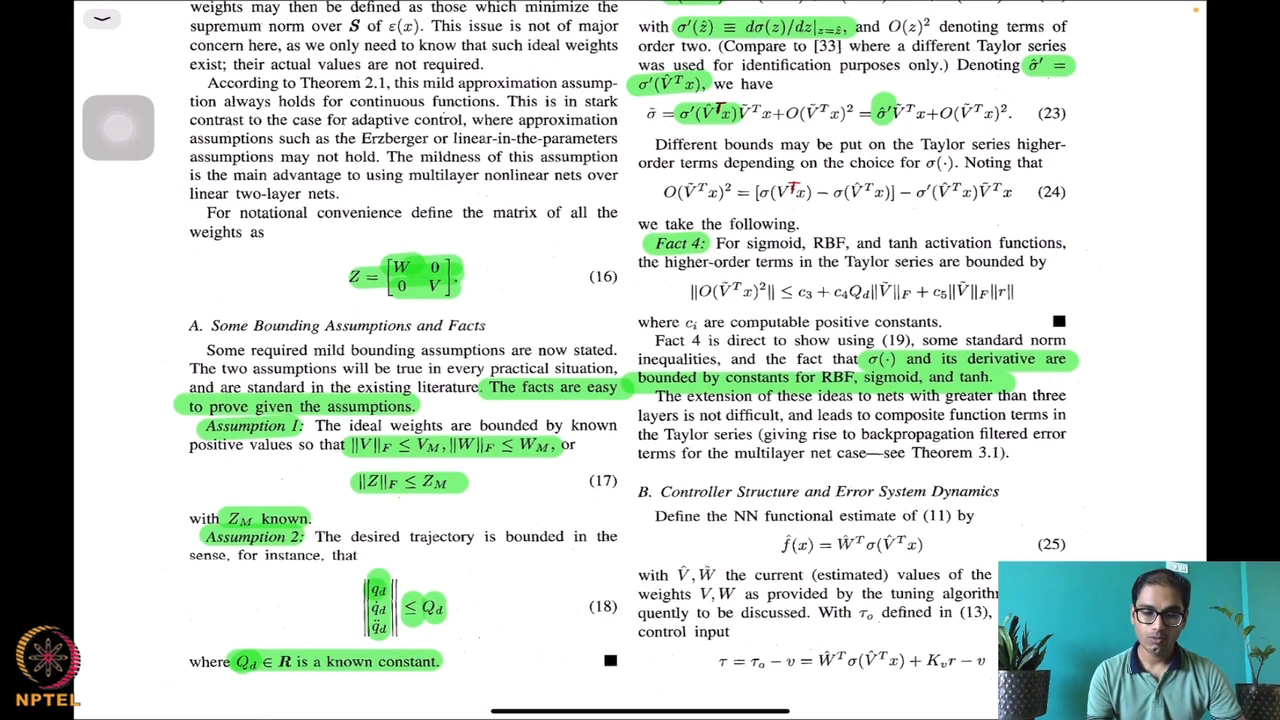 weights may then be defined as those which minimize the
supremum norm over S of ε(x). This issue is not of major
concern here, as we only need to know that such ideal weights
exist; their actual values are not required.
According to Theorem 2.1, this mild approximation assump-
tion always holds for continuous functions. This is in stark
contrast to the case for adaptive control, where approximation
assumptions such as the Erzberger or linear-in-the-parameters
assumptions may not hold. The mildness of this assumption
is the main advantage to using multilayer nonlinear nets over
linear two-layer nets.
For notational convenience define the matrix of all the
weights as
Z = [W 0
0 V]. (16)
A. Some Bounding Assumptions and Facts
Some required mild bounding assumptions are now stated.
The two assumptions will be true in every practical situation,
and are standard in the existing literature. The facts are easy
to prove given the assumptions.
Assumption 1: The ideal weights are bounded by known
positive values so that ‖V‖F ≤ VM, ‖W‖F ≤ WM, or
‖Z‖F ≤ ZM (17)
with ZM known.
Assumption 2: The desired trajectory is bounded in the
sense, for instance, that
‖qd
q̇d
q̈d‖ ≤ Qd (18)
where Qd ∈ R is a known constant. ■
with σ′(ẑ) ≡ dσ(z)/dz|z=ẑ, and O(z)² denoting terms of
order two. (Compare to [33] where a different Taylor series
was used for identification purposes only.) Denoting σ̂′ =
σ′(V̂ᵀx), we have
σ̃ = σ′(V̂ᵀx)Ṽᵀx+O(Ṽᵀx)² = σ̂′Ṽᵀx+O(Ṽᵀx)². (23)
Different bounds may be put on the Taylor series higher-
order terms depending on the choice for σ(·). Noting that
O(Ṽᵀx)² = [σ(Vᵀx) − σ(V̂ᵀx)] − σ′(V̂ᵀx)Ṽᵀx (24)
we take the following.
Fact 4: For sigmoid, RBF, and tanh activation functions,
the higher-order terms in the Taylor series are bounded by
‖O(Ṽᵀx)²‖ ≤ c₃ + c₄Qd‖Ṽ‖F + c₅‖Ṽ‖F‖r‖
where ci are computable positive constants. ■
Fact 4 is direct to show using (19), some standard norm
inequalities, and the fact that σ(·) and its derivative are
bounded by constants for RBF, sigmoid, and tanh.
The extension of these ideas to nets with greater than three
layers is not difficult, and leads to composite function terms in
the Taylor series (giving rise to backpropagation filtered error
terms for the multilayer net case—see Theorem 3.1).
B. Controller Structure and Error System Dynamics
Define the NN functional estimate of (11) by
f̂(x) = Ŵᵀσ(V̂ᵀx) (25)
with V̂, Ŵ the current (estimated) values of the
weights V, W as provided by the tuning algorithm
quently to be discussed. With τo defined in (13),
control input
τ = τo − v = Ŵᵀσ(V̂ᵀx) + Kvr − v
NPTEL